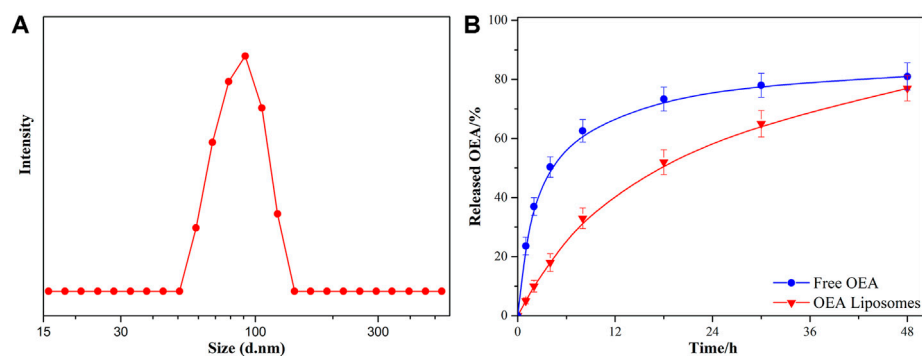 A
Intensity
15
30
100
300
Size (d.nm)
B
Released OEA/%
100
80
60
40
20
0
0
12
24
36
48
Time/h
Free OEA
OEA Liposomes